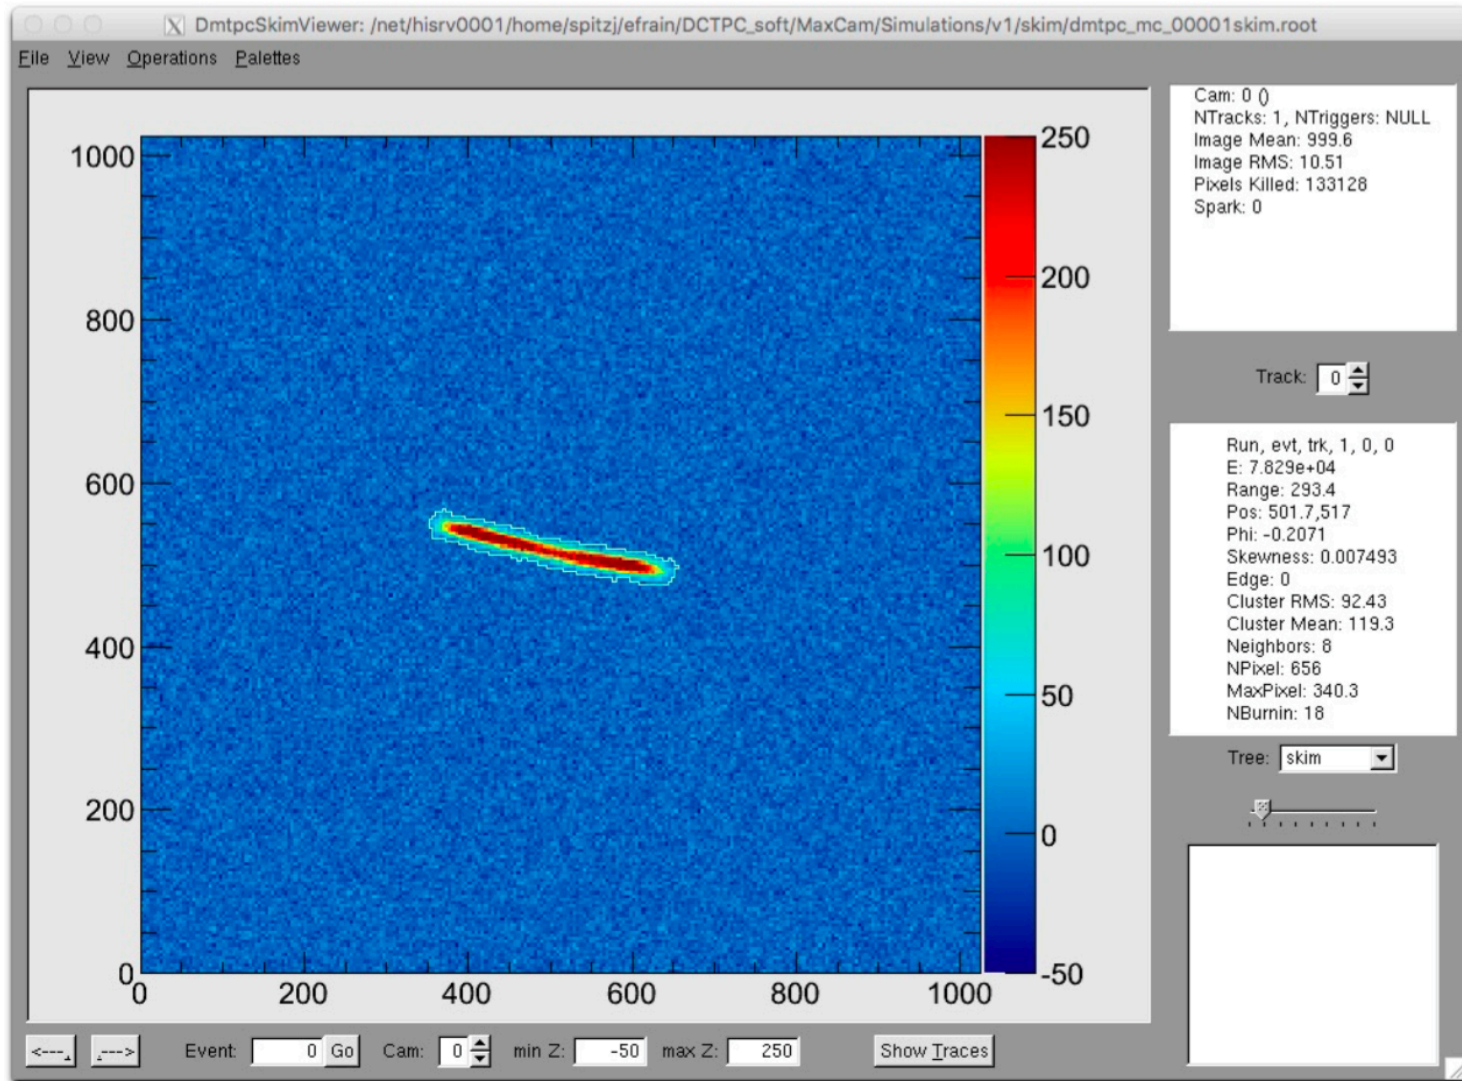 DmtpcSkimViewer: /net/hisrv0001/home/spitzj/efrain/DCTPC_soft/MaxCam/Simulations/v1/skim/dmtpc_mc_00001skim.root
File View Operations Palettes
Cam: 0 ()
NTracks: 1, NTriggers: NULL
Image Mean: 999.6
Image RMS: 10.51
Pixels Killed: 133128
Spark: 0
Track: 0
Run, evt, trk, 1, 0, 0
E: 7.829e+04
Range: 293.4
Pos: 501.7,517
Phi: -0.2071
Skewness: 0.007493
Edge: 0
Cluster RMS: 92.43
Cluster Mean: 119.3
Neighbors: 8
NPixel: 656
MaxPixel: 340.3
NBurnin: 18
Tree: skim
1000
800
600
400
200
0
0 200 400 600 800 1000
250
200
150
100
50
0
-50
<---. .---> Event: 0 Go Cam: 0 min Z: -50 max Z: 250 Show Traces